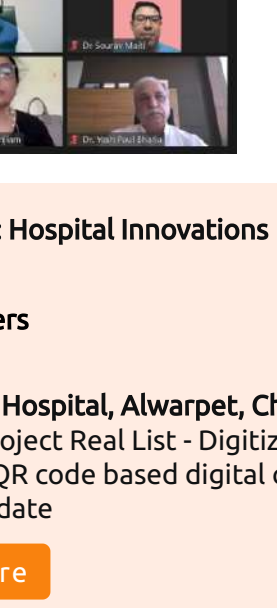 Dr Sourav Maiti
Dr. Yash Paul Bhatia
: Hospital Innovations
ers
Hospital, Alwarpet, Ch
oject Real List - Digitiz
QR code based digital
date
re